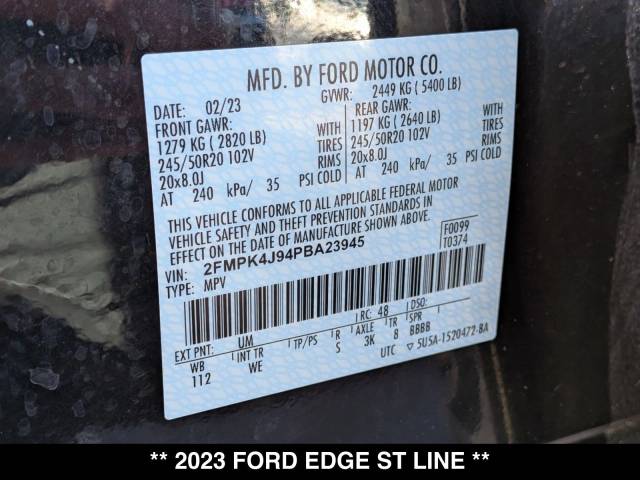 MFD. BY FORD MOTOR CO.
DATE: 02/23 GVWR: 2449 KG ( 5400 LB)
FRONT GAWR: REAR GAWR:
1279 KG ( 2820 LB) WITH 1197 KG ( 2640 LB) WITH
245/50R20 102V TIRES 245/50R20 102V TIRES
20x8.0J RIMS 20x8.0J RIMS
AT 240 kPa/ 35 PSI COLD AT 240 kPa/ 35 PSI COLD
THIS VEHICLE CONFORMS TO ALL APPLICABLE FEDERAL MOTOR
VEHICLE SAFETY AND THEFT PREVENTION STANDARDS IN
EFFECT ON THE DATE OF MANUFACTURE SHOWN ABOVE.
VIN: 2FMPK4J94PBA23945 F0099
TYPE: MPV T0374
EXT PNT: UM RC: 48 DSO:
WB INT TR TP/PS R AXLE TR SPR
112 WE S 3K 8 BBBB
UTC ▽ 5U5A-1520472-BA
** 2023 FORD EDGE ST LINE **